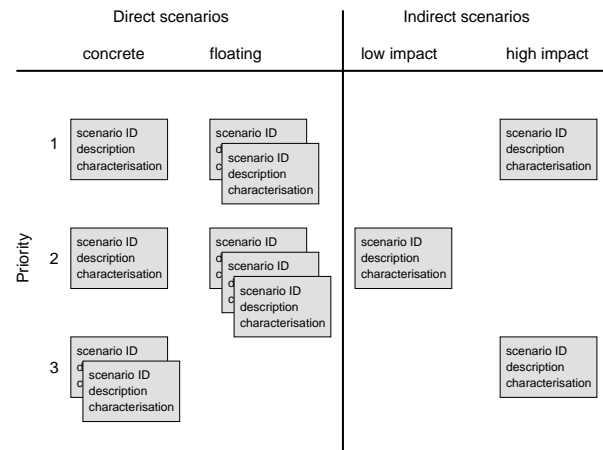 Direct scenarios
Indirect scenarios
concrete
floating
low impact
high impact
Priority
1
scenario ID
description
characterisation
scenario ID
d
c
scenario ID
description
characterisation
scenario ID
description
characterisation
2
scenario ID
description
characterisation
scenario ID
d
c
scenario ID
d
c
scenario ID
description
characterisation
scenario ID
description
characterisation
3
scenario ID
d
c
scenario ID
description
characterisation
scenario ID
description
characterisation